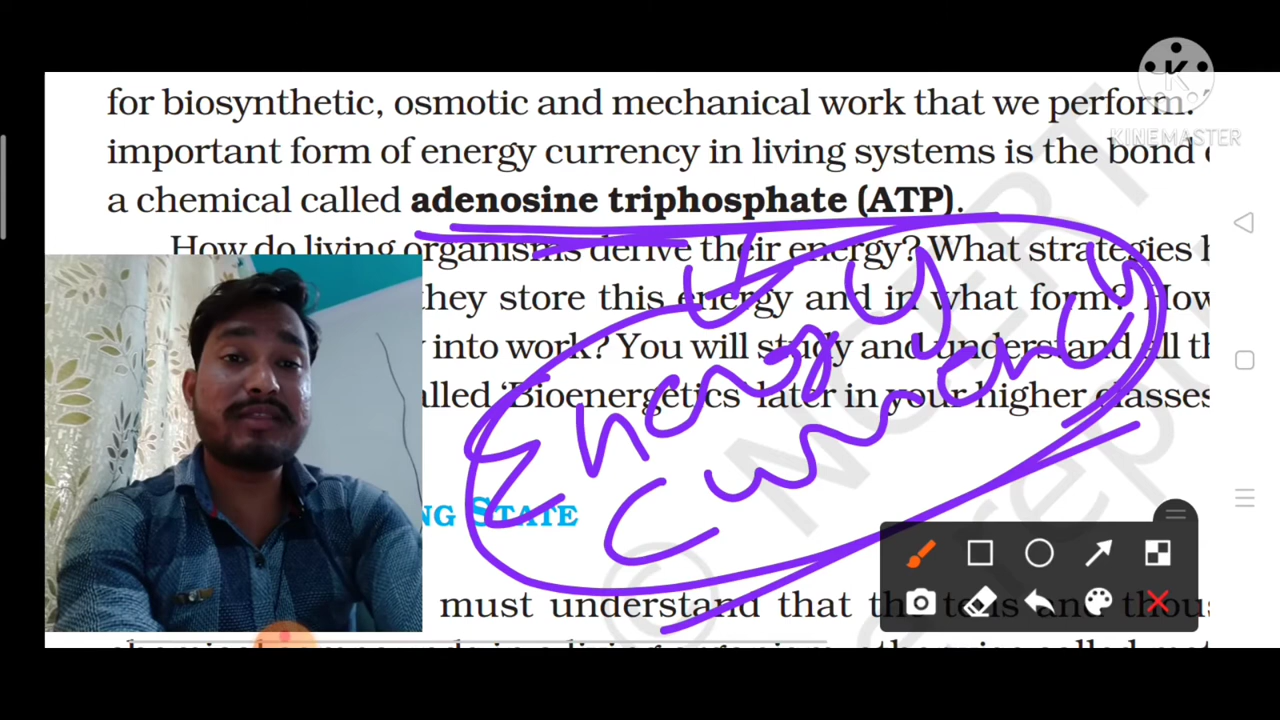 for biosynthetic, osmotic and mechanical work that we perform.
important form of energy currency in living systems is the bond
a chemical called adenosine triphosphate (ATP).
How do living organisms derive their energy? What strategies
they store this energy and in what form? How
into work? You will study and understand all
called 'Bioenergetics' later in your higher classes
Energy
Currency
NG STATE
must understand that the tens and
KINEMASTER
© NCERT